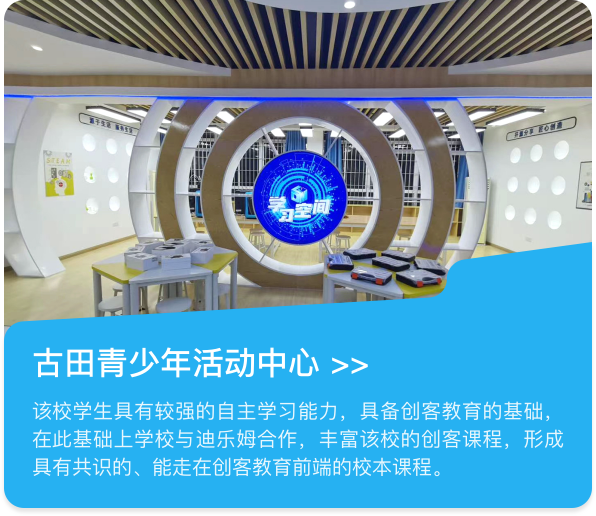 学习空间
古田青少年活动中心 >>
该校学生具有较强的自主学习能力，具备创客教育的基础，
在此基础上学校与迪乐姆合作，丰富该校的创客课程，形成
具有共识的、能走在创客教育前端的校本课程。